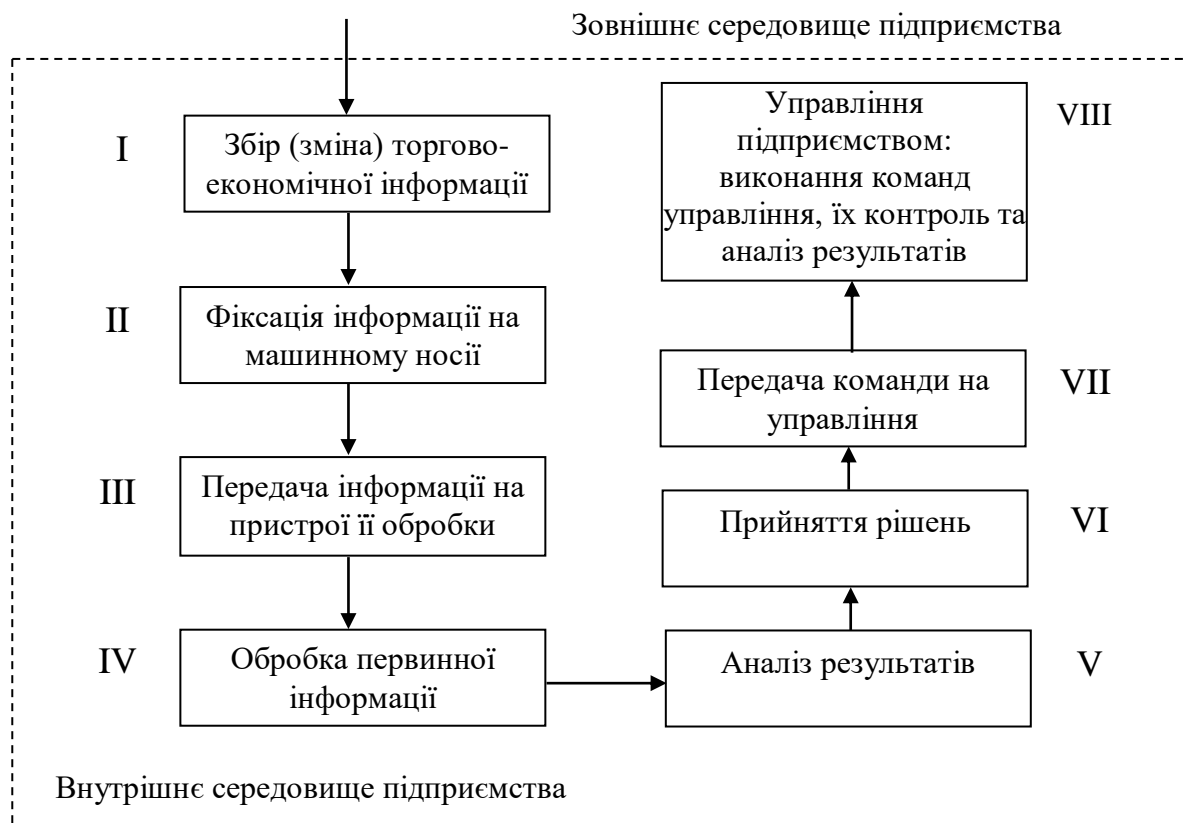 Зовнішнє середовище підприємства
I
Збір (зміна) торгово-
економічної інформації
II
Фіксація інформації на
машинному носії
III
Передача інформації на
пристрої її обробки
IV
Обробка первинної
інформації
Аналіз результатів
V
Прийняття рішень
VI
Передача команди на
управління
VII
Управління
підприємством:
виконання команд
управління, їх контроль та
аналіз результатів
VIII
Внутрішнє середовище підприємства